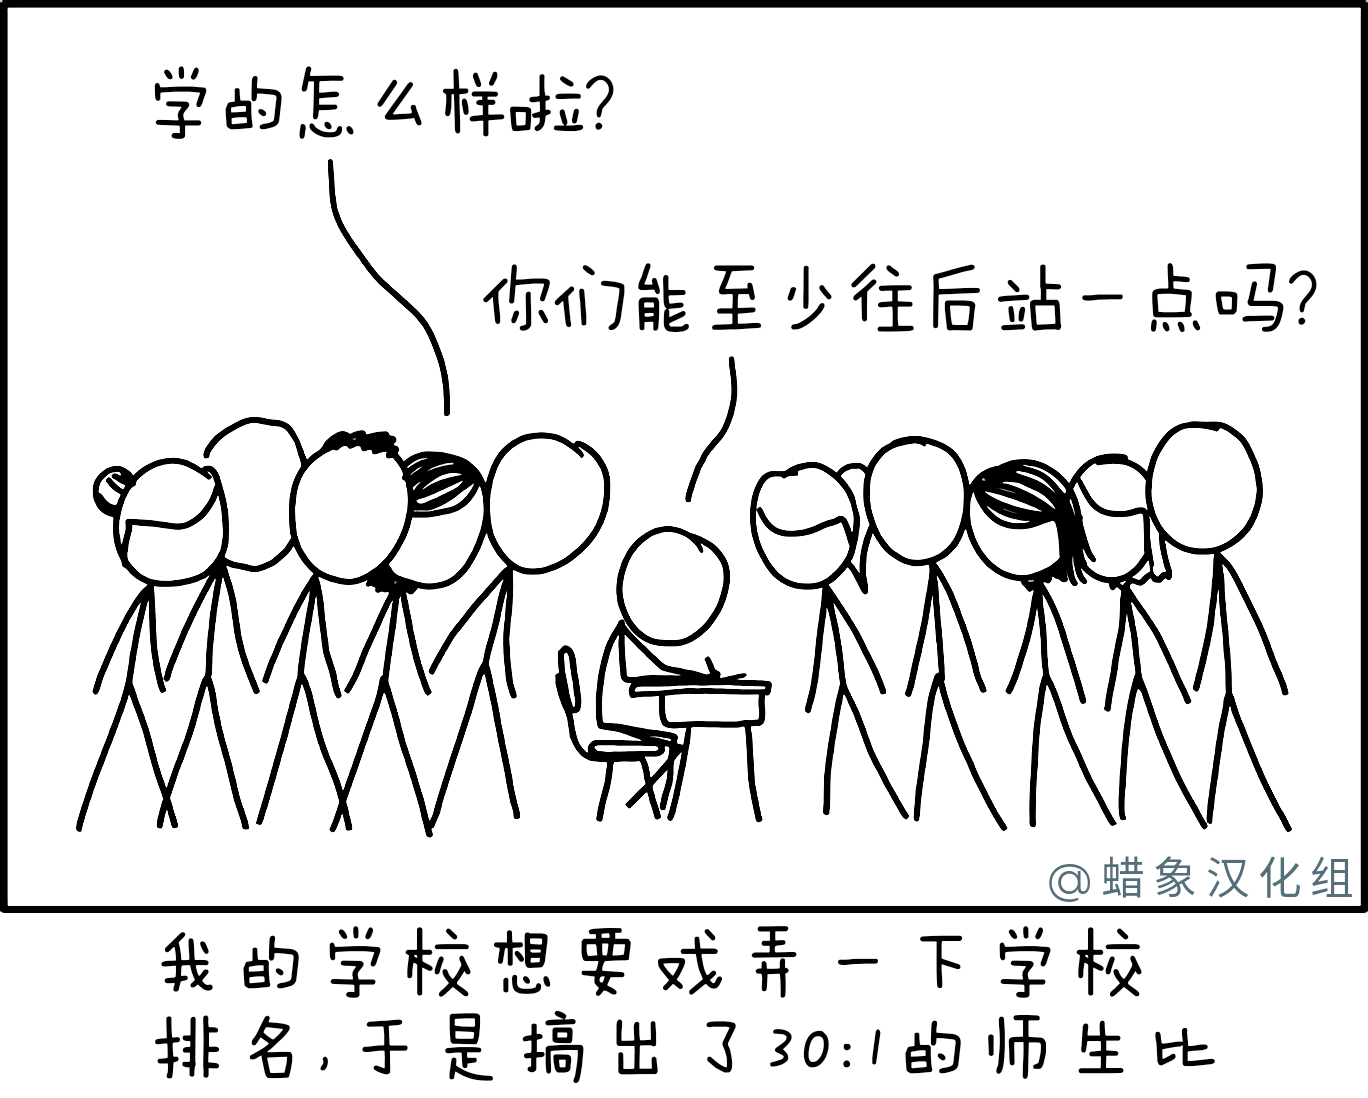 学的怎么样啦?
你们能至少往后站一点吗?
@蜡象汉化组
我的学校想要戏弄一下学校
排名,于是搞出了30:1的师生比